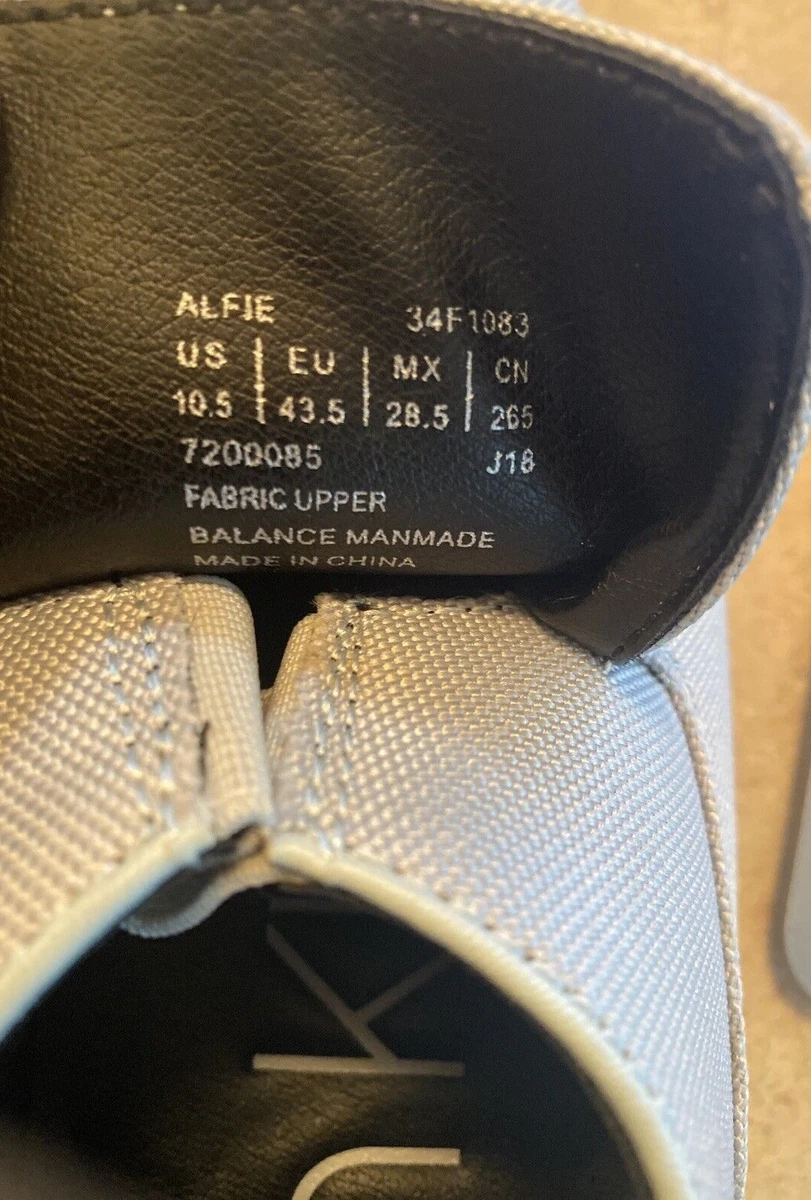 ALFIE 34F1083
US | EU | MX | CN
10.5 | 43.5 | 28.5 | 265
7200085 J18
FABRIC UPPER
BALANCE MANMADE
MADE IN CHINA
CK